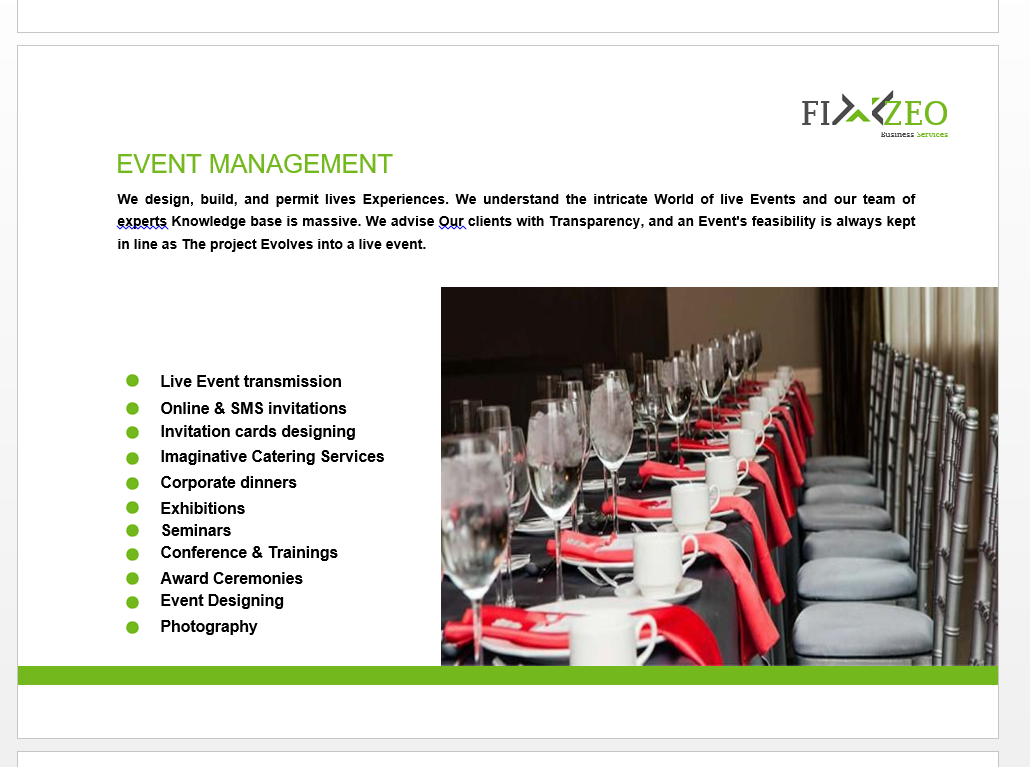 FIXZEO
Business Services
EVENT MANAGEMENT
We design, build, and permit lives Experiences. We understand the intricate World of live Events and our team of
experts Knowledge base is massive. We advise Our clients with Transparency, and an Event's feasibility is always kept
in line as The project Evolves into a live event.
Live Event transmission
Online & SMS invitations
Invitation cards designing
Imaginative Catering Services
Corporate dinners
Exhibitions
Seminars
Conference & Trainings
Award Ceremonies
Event Designing
Photography